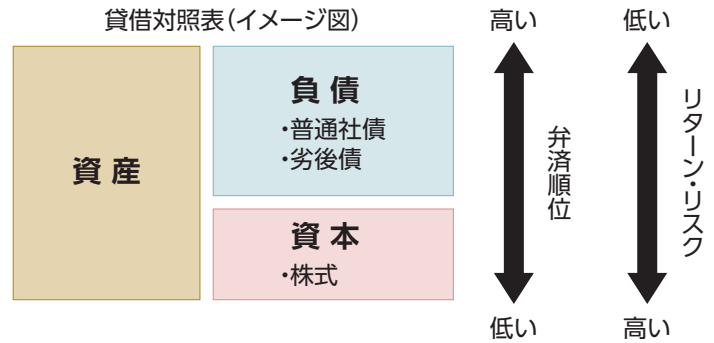 貸借対照表（イメージ図）
高い
低い
資産
負債
・普通社債
・劣後債
資本
・株式
弁済順位
リターン・リスク
低い
高い